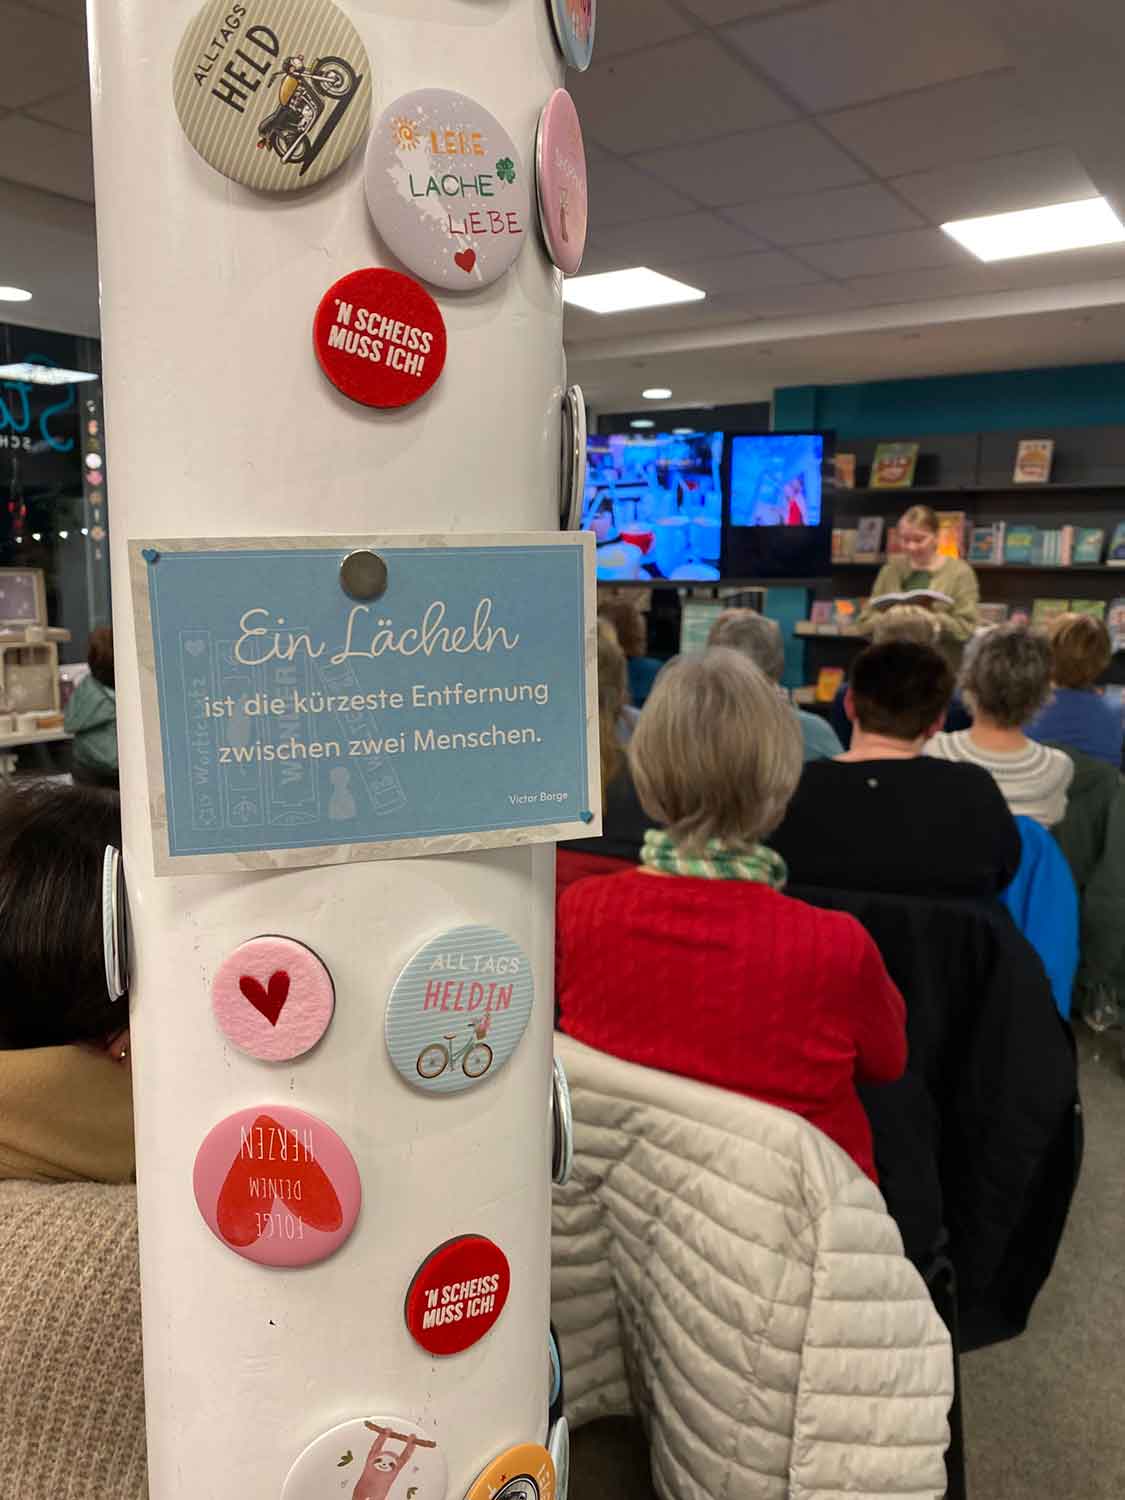 ALLTAGS
HELD
LEBE
LACHE
LIEBE
'N SCHEISS
MUSS ICH!
Ein Lächeln
ist die kürzeste Entfernung
zwischen zwei Menschen.
Victor Borge
ALLTAGS
HELDIN
FOLGE
DEINEM
HERZEN
'N SCHEISS
MUSS ICH!